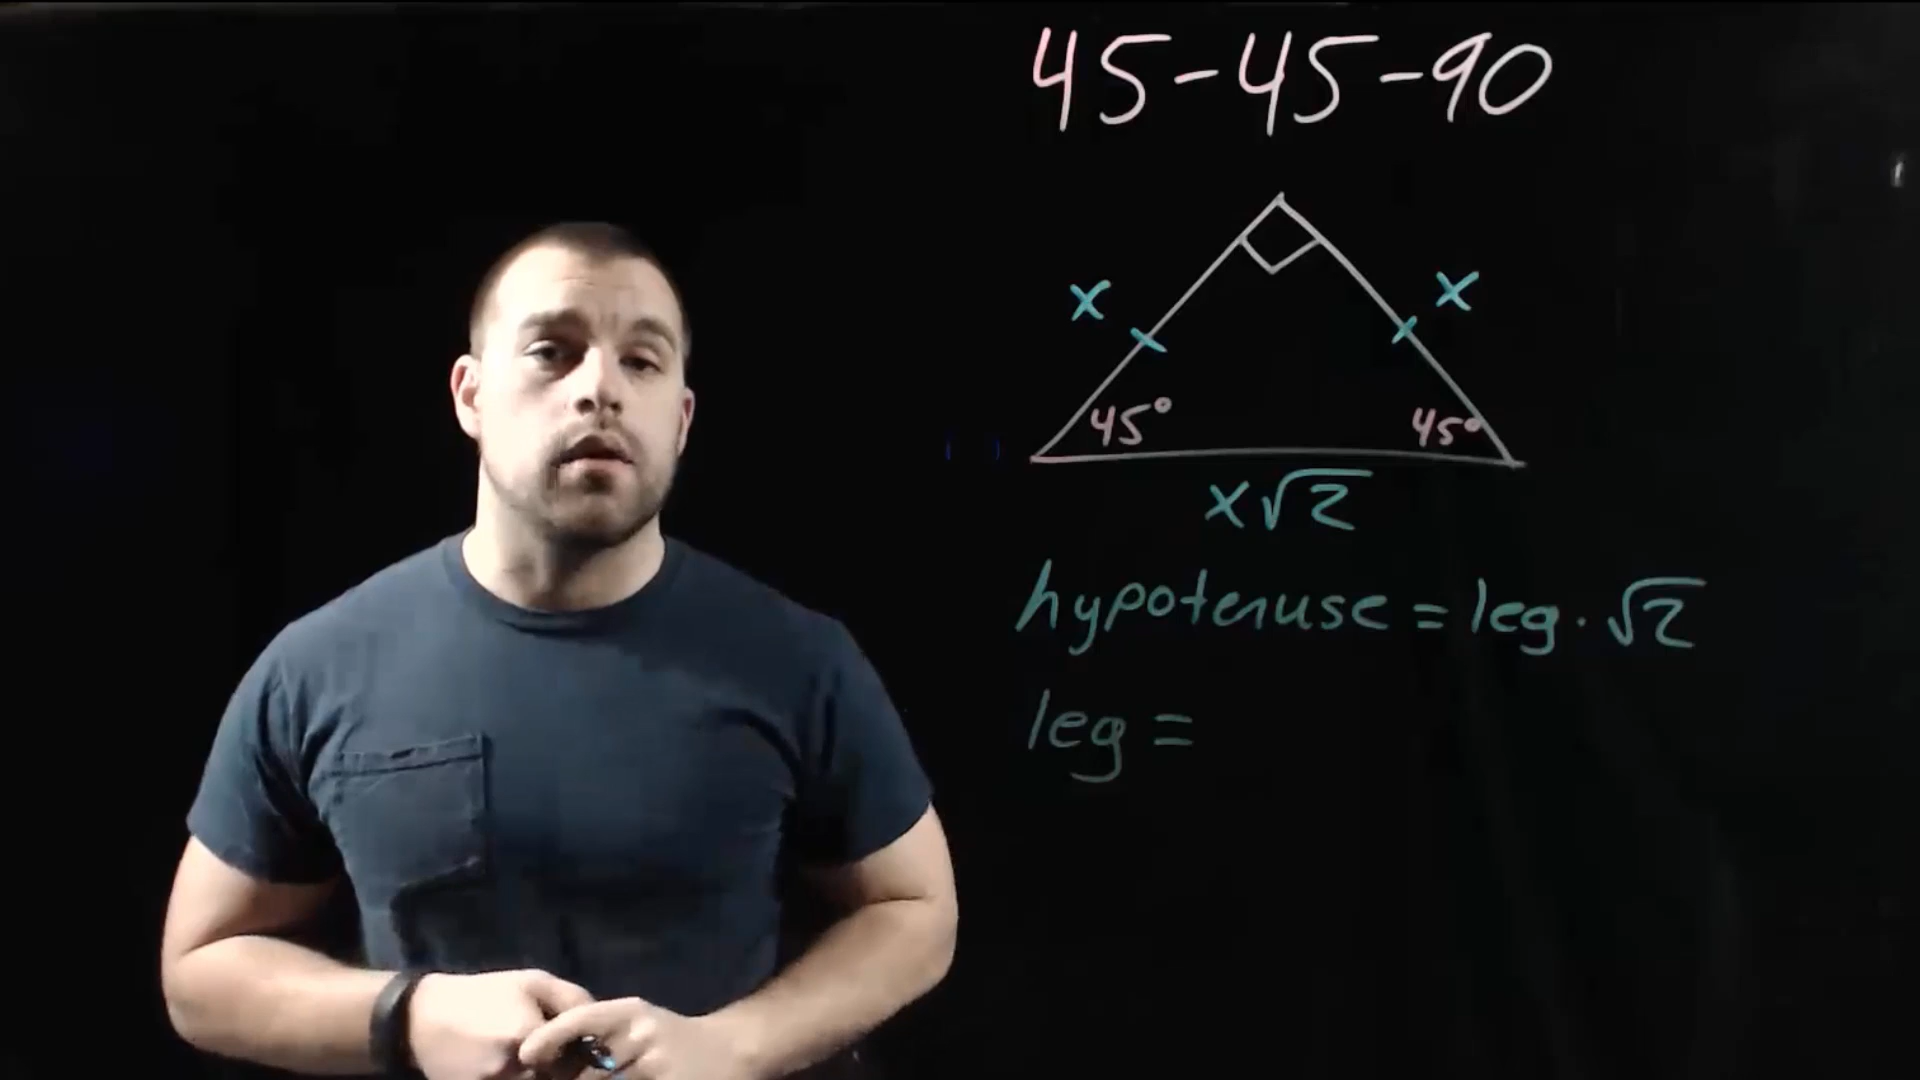 45-45-90
x x
45° 45°
x√2
hypotenuse = leg · √2
leg =